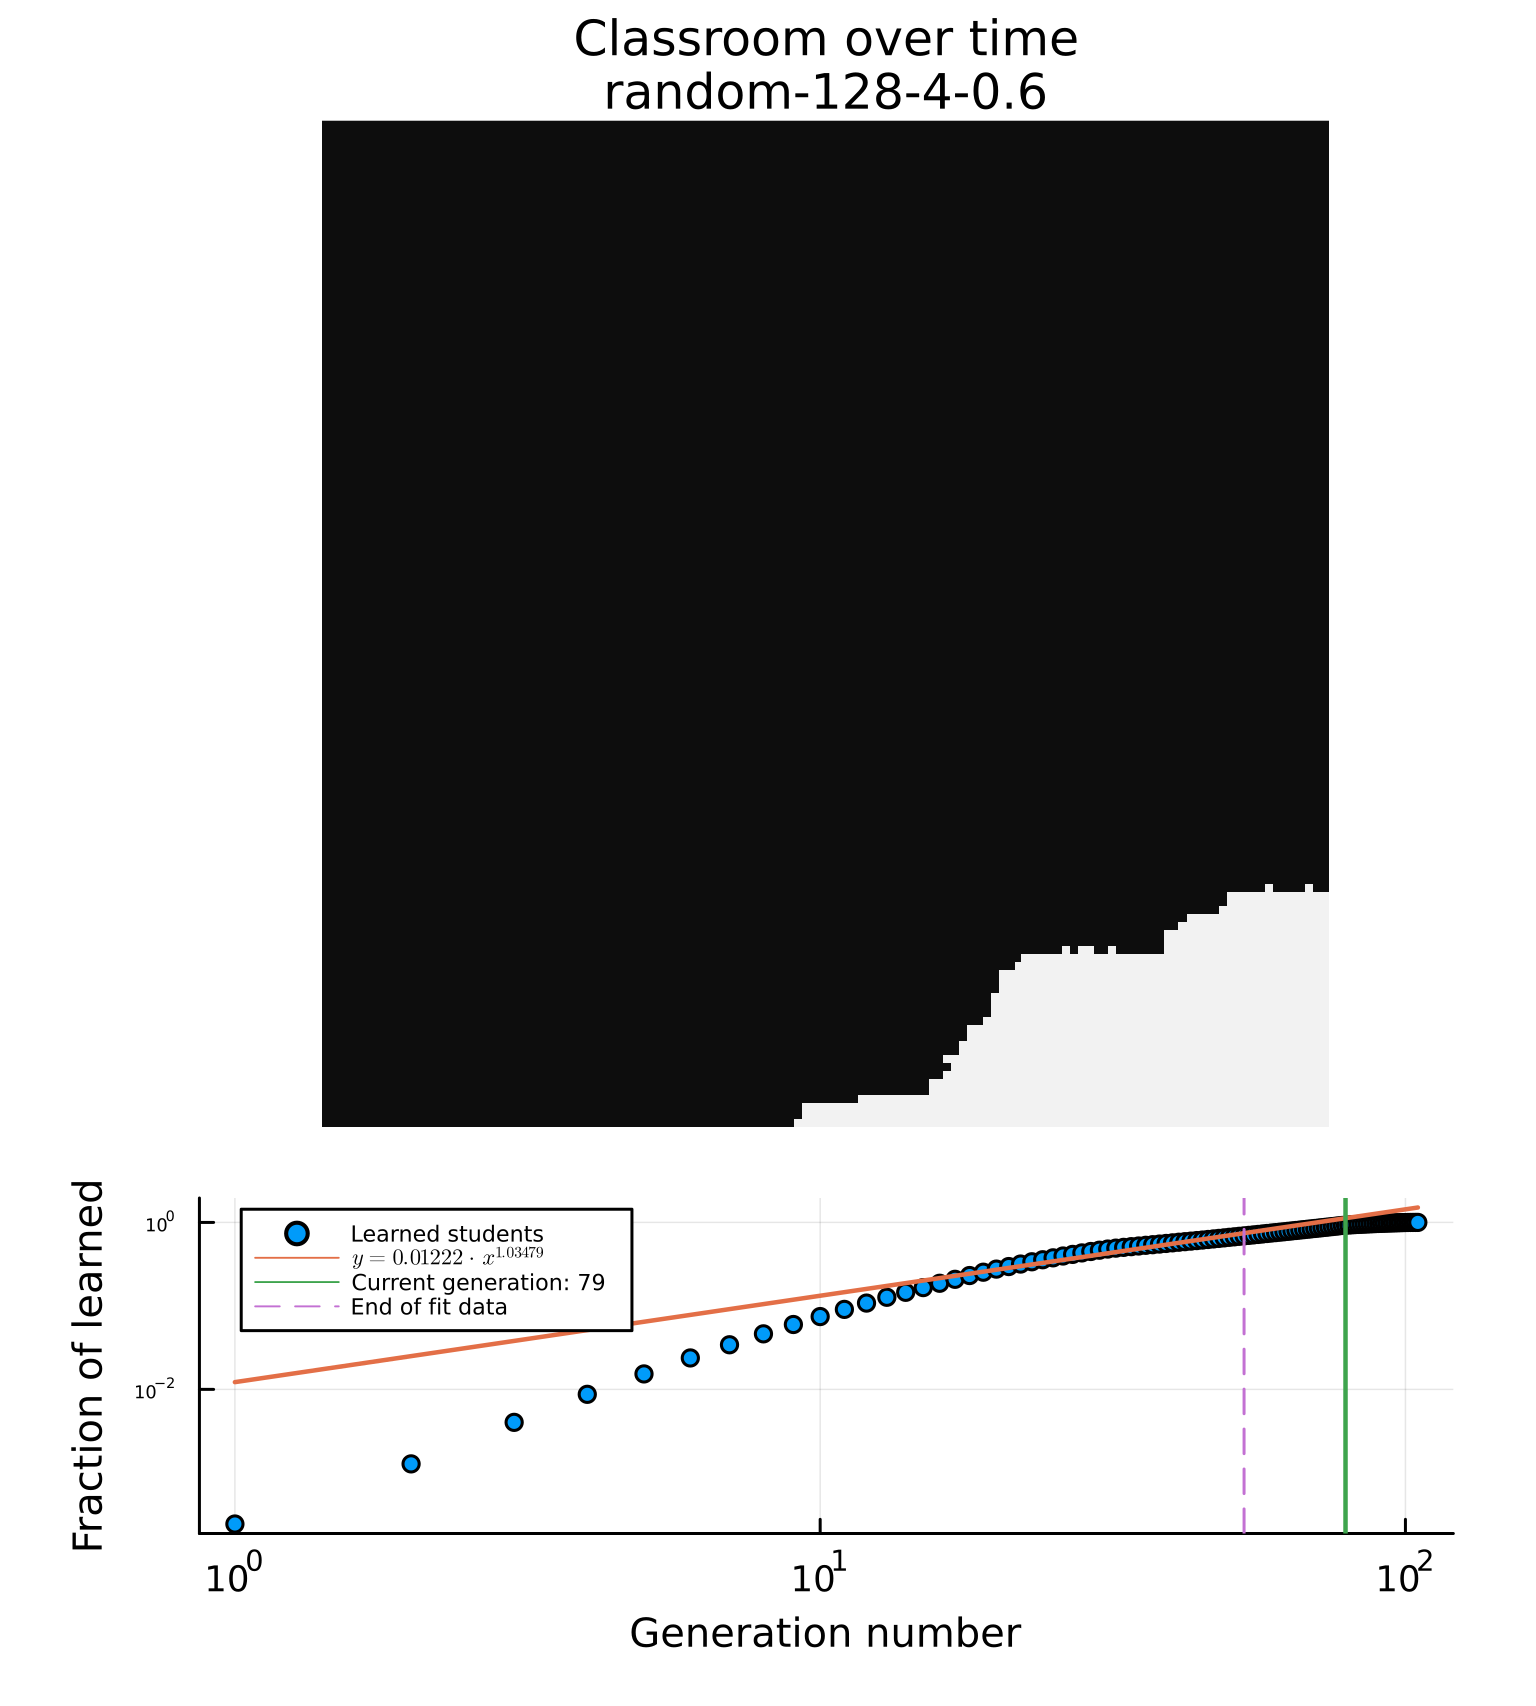 Classroom over time
random-128-4-0.6
Fraction of learned
10^0
10^-2
Learned students
y = 0.01222 · x^1.03479
Current generation: 79
End of fit data
10^0
10^1
10^2
Generation number